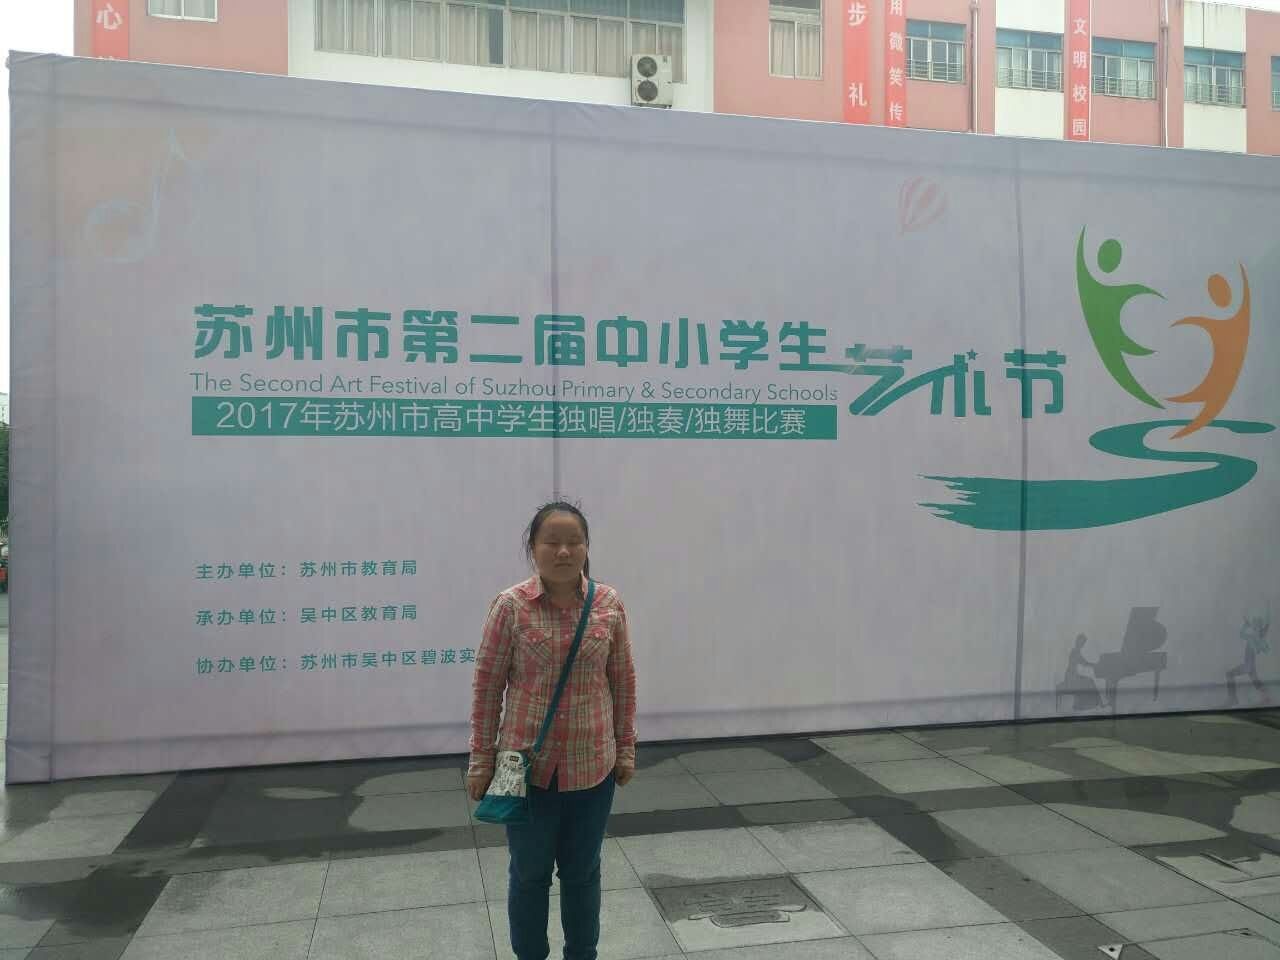 心
步
礼
用微笑传
文明校园
苏州市第二届中小学生艺术节
The Second Art Festival of Suzhou Primary & Secondary Schools
2017年苏州市高中学生独唱/独奏/独舞比赛
主办单位：苏州市教育局
承办单位：吴中区教育局
协办单位：苏州市吴中区碧波实